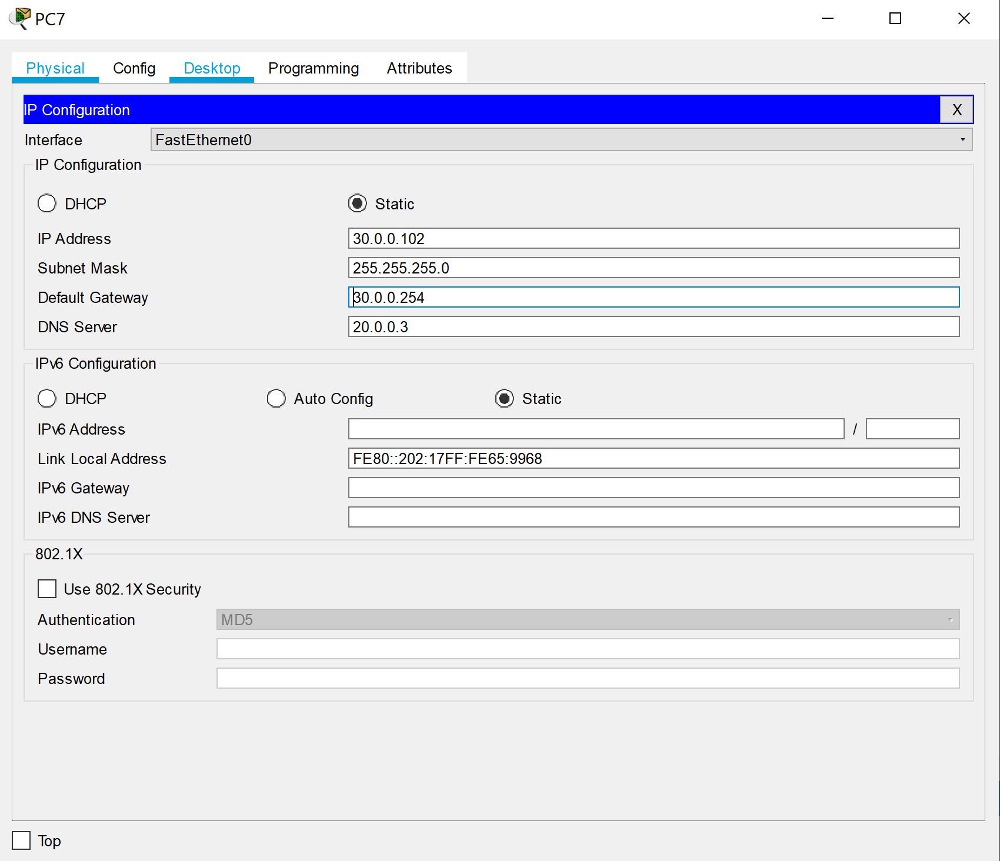 PC7
Physical Config Desktop Programming Attributes
IP Configuration X
Interface FastEthernet0
IP Configuration
DHCP Static
IP Address 30.0.0.102
Subnet Mask 255.255.255.0
Default Gateway 30.0.0.254
DNS Server 20.0.0.3
IPv6 Configuration
DHCP Auto Config Static
IPv6 Address /
Link Local Address FE80::202:17FF:FE65:9968
IPv6 Gateway
IPv6 DNS Server
802.1X
Use 802.1X Security
Authentication MD5
Username
Password
Top